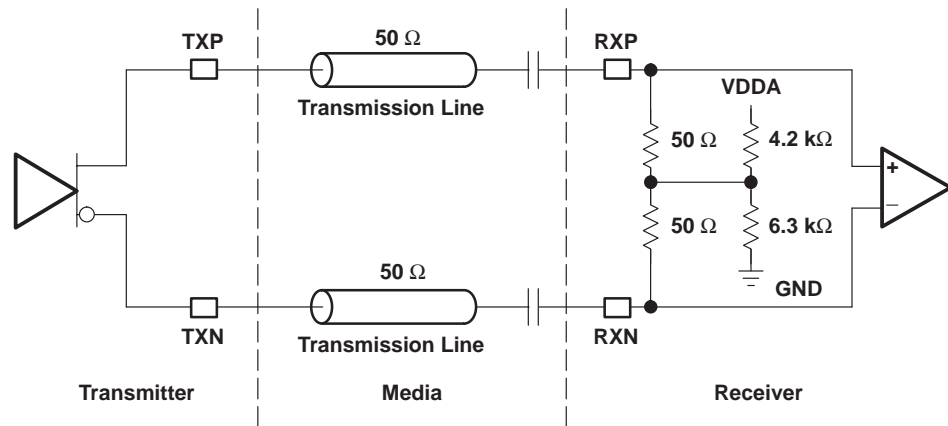 50 Ω
TXP
RXP
Transmission Line
VDDA
50 Ω
4.2 kΩ
+
−
50 Ω
6.3 kΩ
50 Ω
GND
TXN
Transmission Line
RXN
Transmitter
Media
Receiver